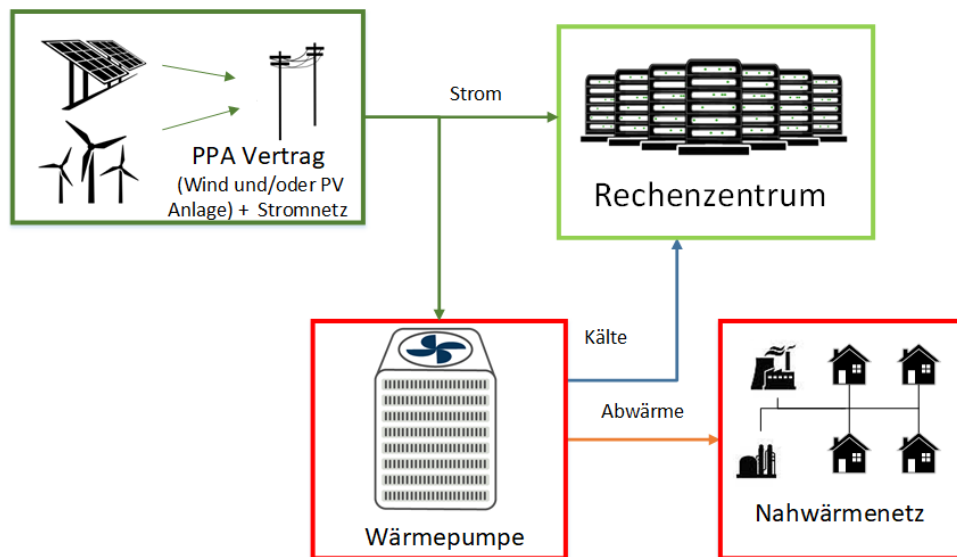 PPA Vertrag
(Wind und/oder PV
Anlage) + Stromnetz
Strom
Rechenzentrum
Kälte
Abwärme
Wärmepumpe
Nahwärmenetz